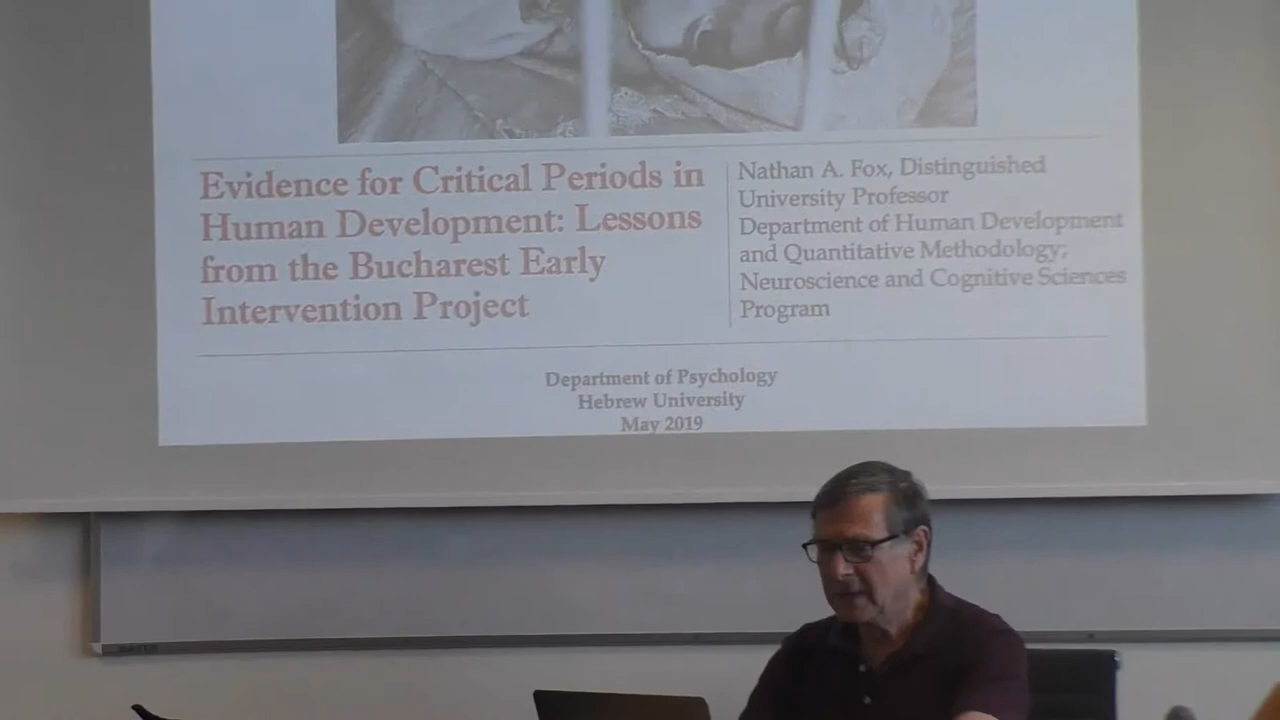 Evidence for Critical Periods in
Human Development: Lessons
from the Bucharest Early
Intervention Project
Nathan A. Fox, Distinguished
University Professor
Department of Human Development
and Quantitative Methodology;
Neuroscience and Cognitive Sciences
Program
Department of Psychology
Hebrew University
May 2019